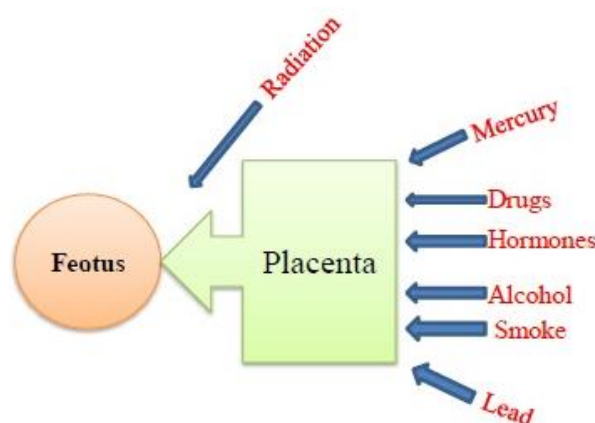 Radiation
Mercury
Drugs
Hormones
Feotus
Placenta
Alcohol
Smoke
Lead